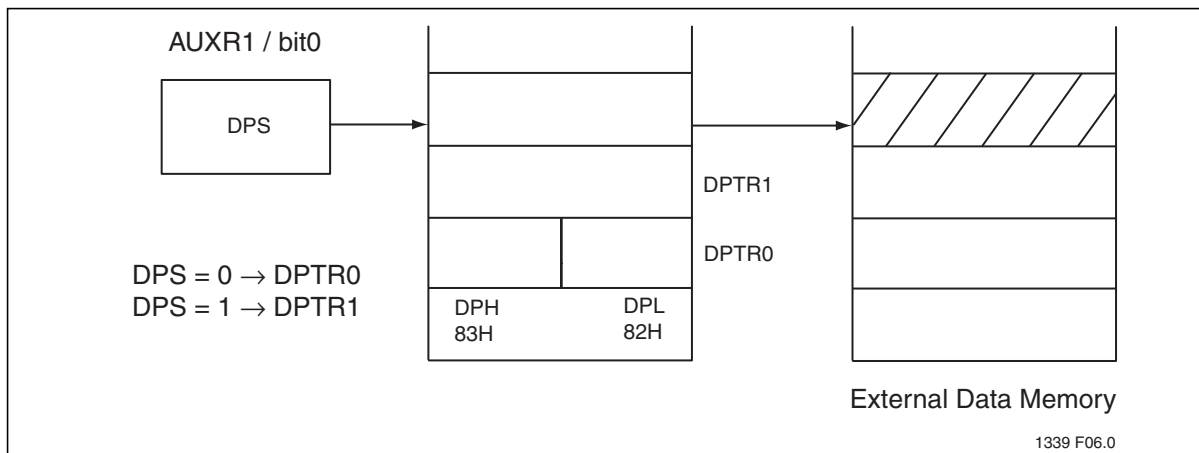 AUXR1 / bit0
DPS
DPTR1
DPTR0
DPS = 0 → DPTR0
DPS = 1 → DPTR1
DPH
83H
DPL
82H
External Data Memory
1339 F06.0